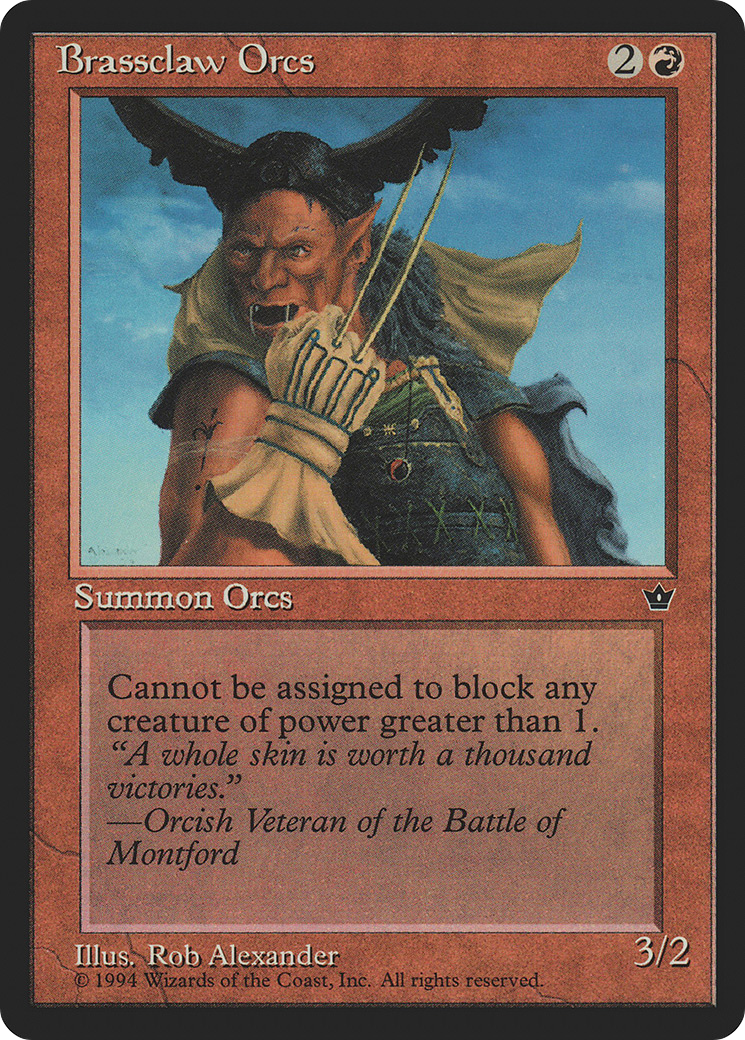 Brassclaw Orcs 2
Summon Orcs
Cannot be assigned to block any
creature of power greater than 1.
“A whole skin is worth a thousand
victories.”
—Orcish Veteran of the Battle of
Montford
Illus. Rob Alexander 3/2
© 1994 Wizards of the Coast, Inc. All rights reserved.